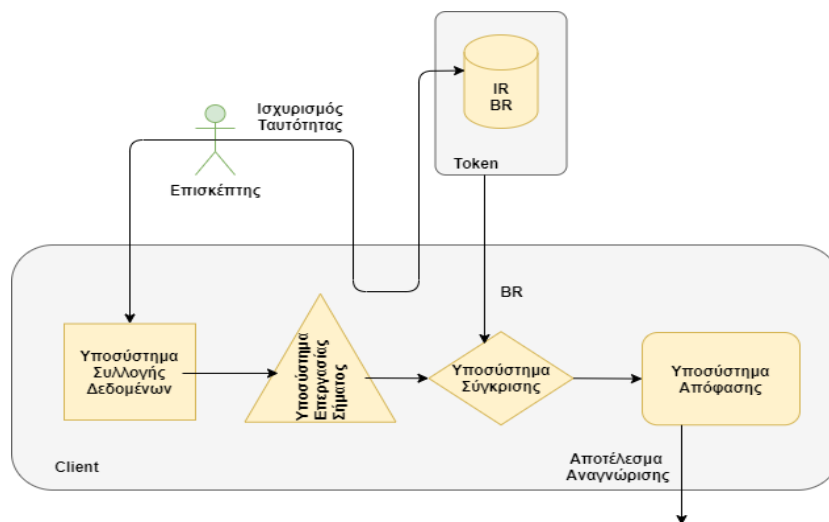 IR
BR
Token
Ισχυρισμός
Ταυτότητας
Επισκέπτης
BR
Υποσύστημα
Συλλογής
Δεδομένων
Υποσύστημα
Επεργασίας
Σήματος
Υποσύστημα
Σύγκρισης
Υποσύστημα
Απόφασης
Αποτέλεσμα
Αναγνώρισης
Client